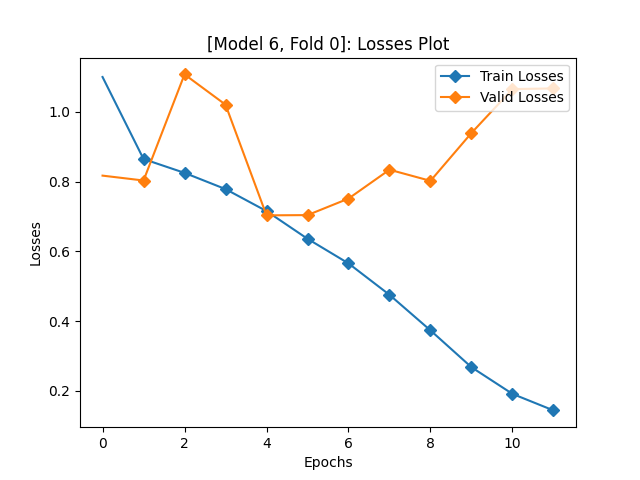 [Model 6, Fold 0]: Losses Plot
Train Losses
Valid Losses
1.0
0.8
0.6
0.4
0.2
Losses
0 2 4 6 8 10
Epochs